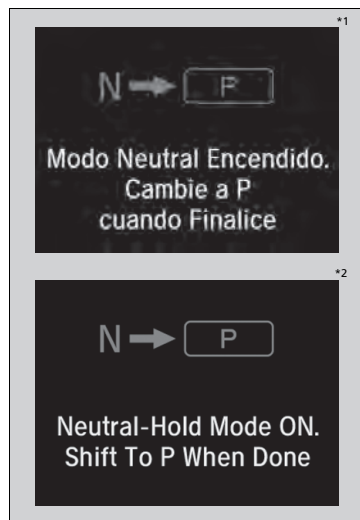 *1
N → P
Modo Neutral Encendido.
Cambie a P
cuando Finalice
*2
N → P
Neutral-Hold Mode ON.
Shift To P When Done